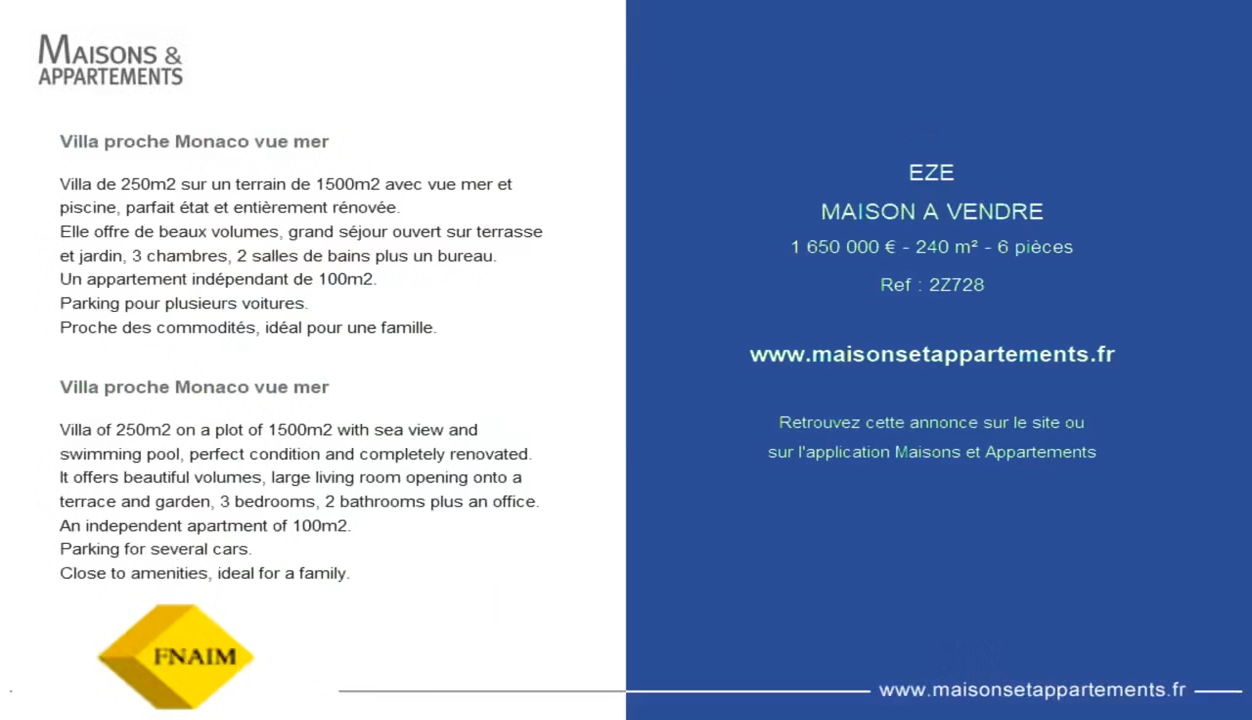 MAISONS &
APPARTEMENTS
Villa proche Monaco vue mer
Villa de 250m2 sur un terrain de 1500m2 avec vue mer et
piscine, parfait état et entièrement rénovée.
Elle offre de beaux volumes, grand séjour ouvert sur terrasse
et jardin, 3 chambres, 2 salles de bains plus un bureau.
Un appartement indépendant de 100m2.
Parking pour plusieurs voitures.
Proche des commodités, idéal pour une famille.
Villa proche Monaco vue mer
Villa of 250m2 on a plot of 1500m2 with sea view and
swimming pool, perfect condition and completely renovated.
It offers beautiful volumes, large living room opening onto a
terrace and garden, 3 bedrooms, 2 bathrooms plus an office.
An independent apartment of 100m2.
Parking for several cars.
Close to amenities, ideal for a family.
FNAIM
EZE
MAISON A VENDRE
1 650 000 € - 240 m² - 6 pièces
Ref : 2Z728
www.maisonsetappartements.fr
Retrouvez cette annonce sur le site ou
sur l'application Maisons et Appartements
www.maisonsetappartements.fr